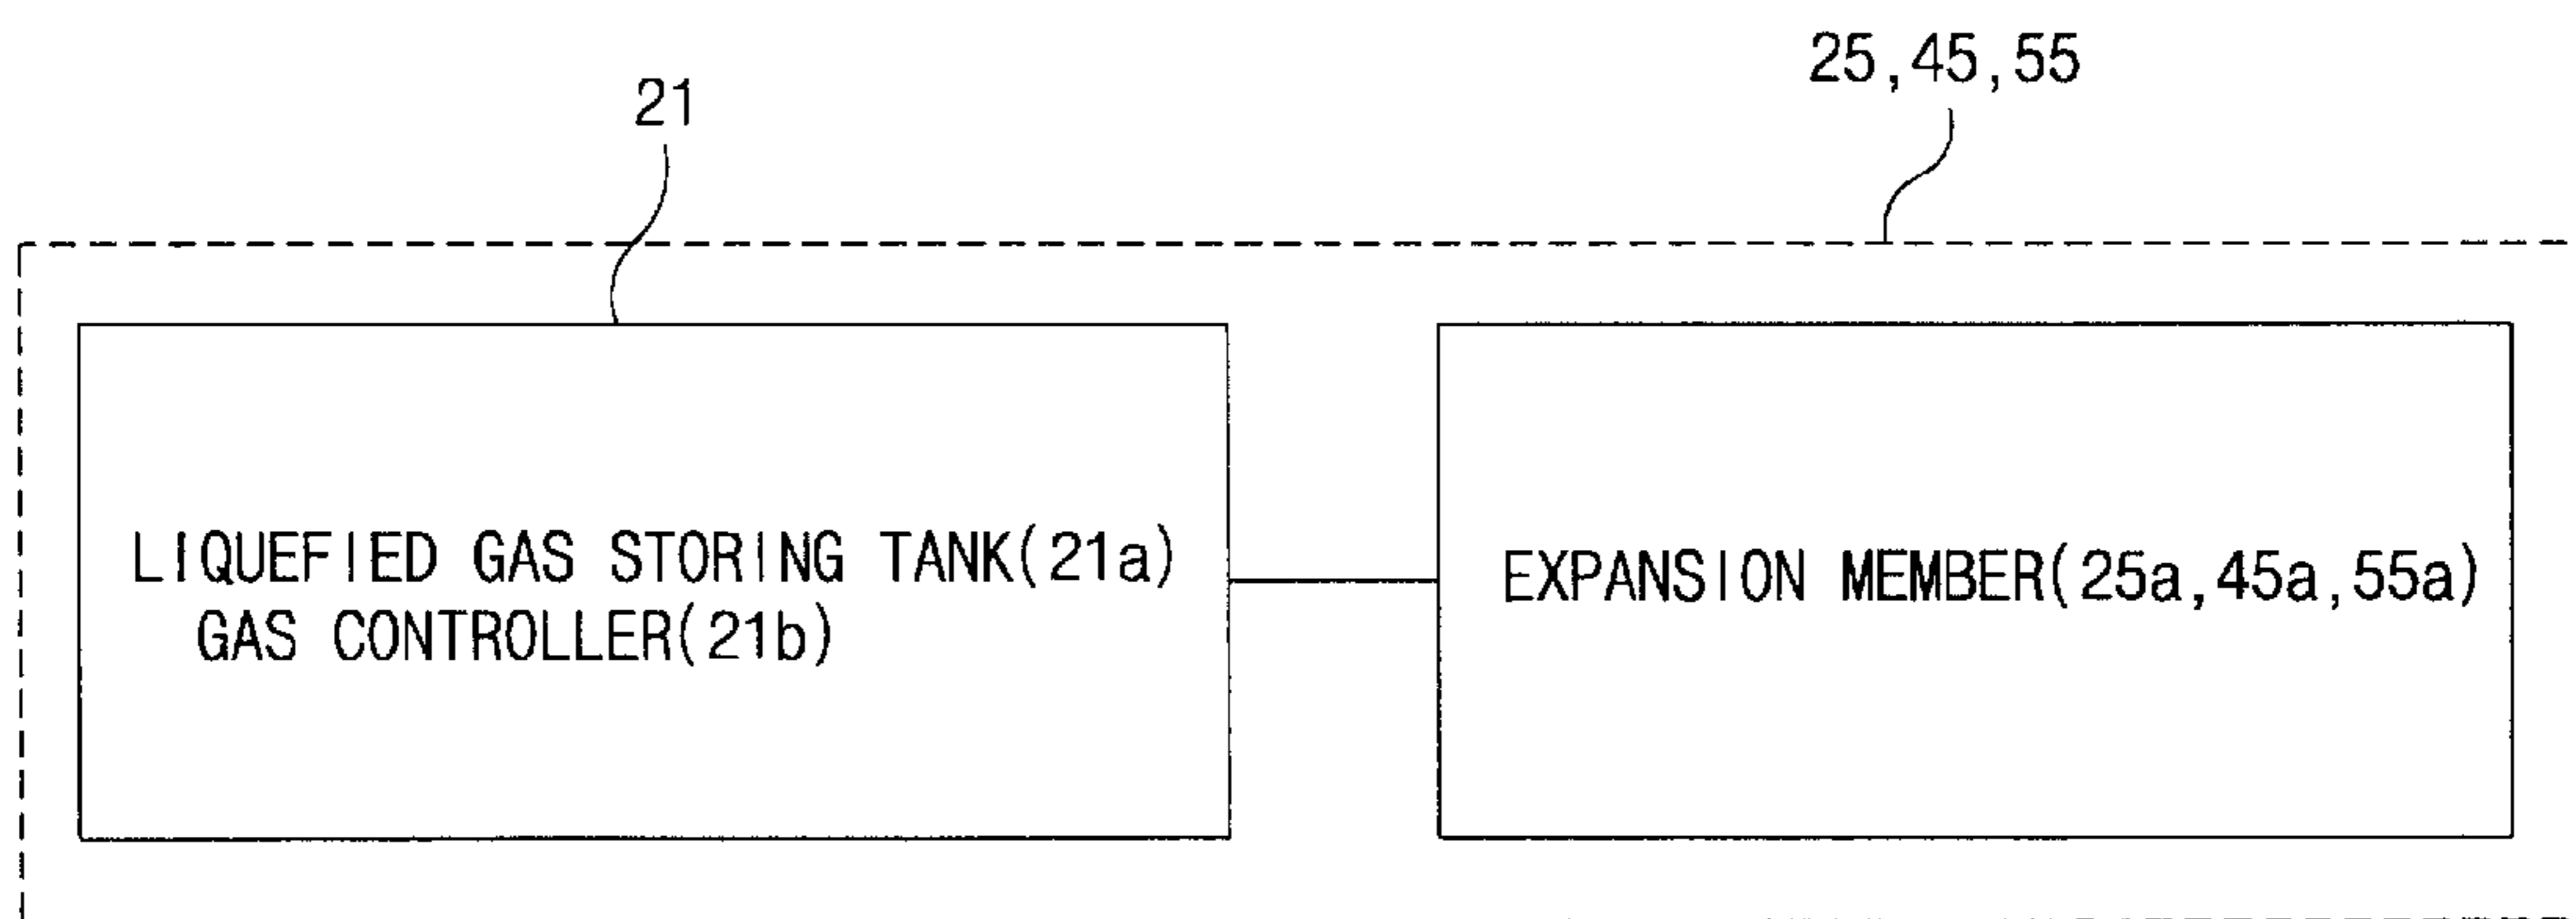 25,45,55
21
LIQUEFIED GAS STORING TANK(21a)
GAS CONTROLLER(21b)
EXPANSION MEMBER(25a,45a,55a)